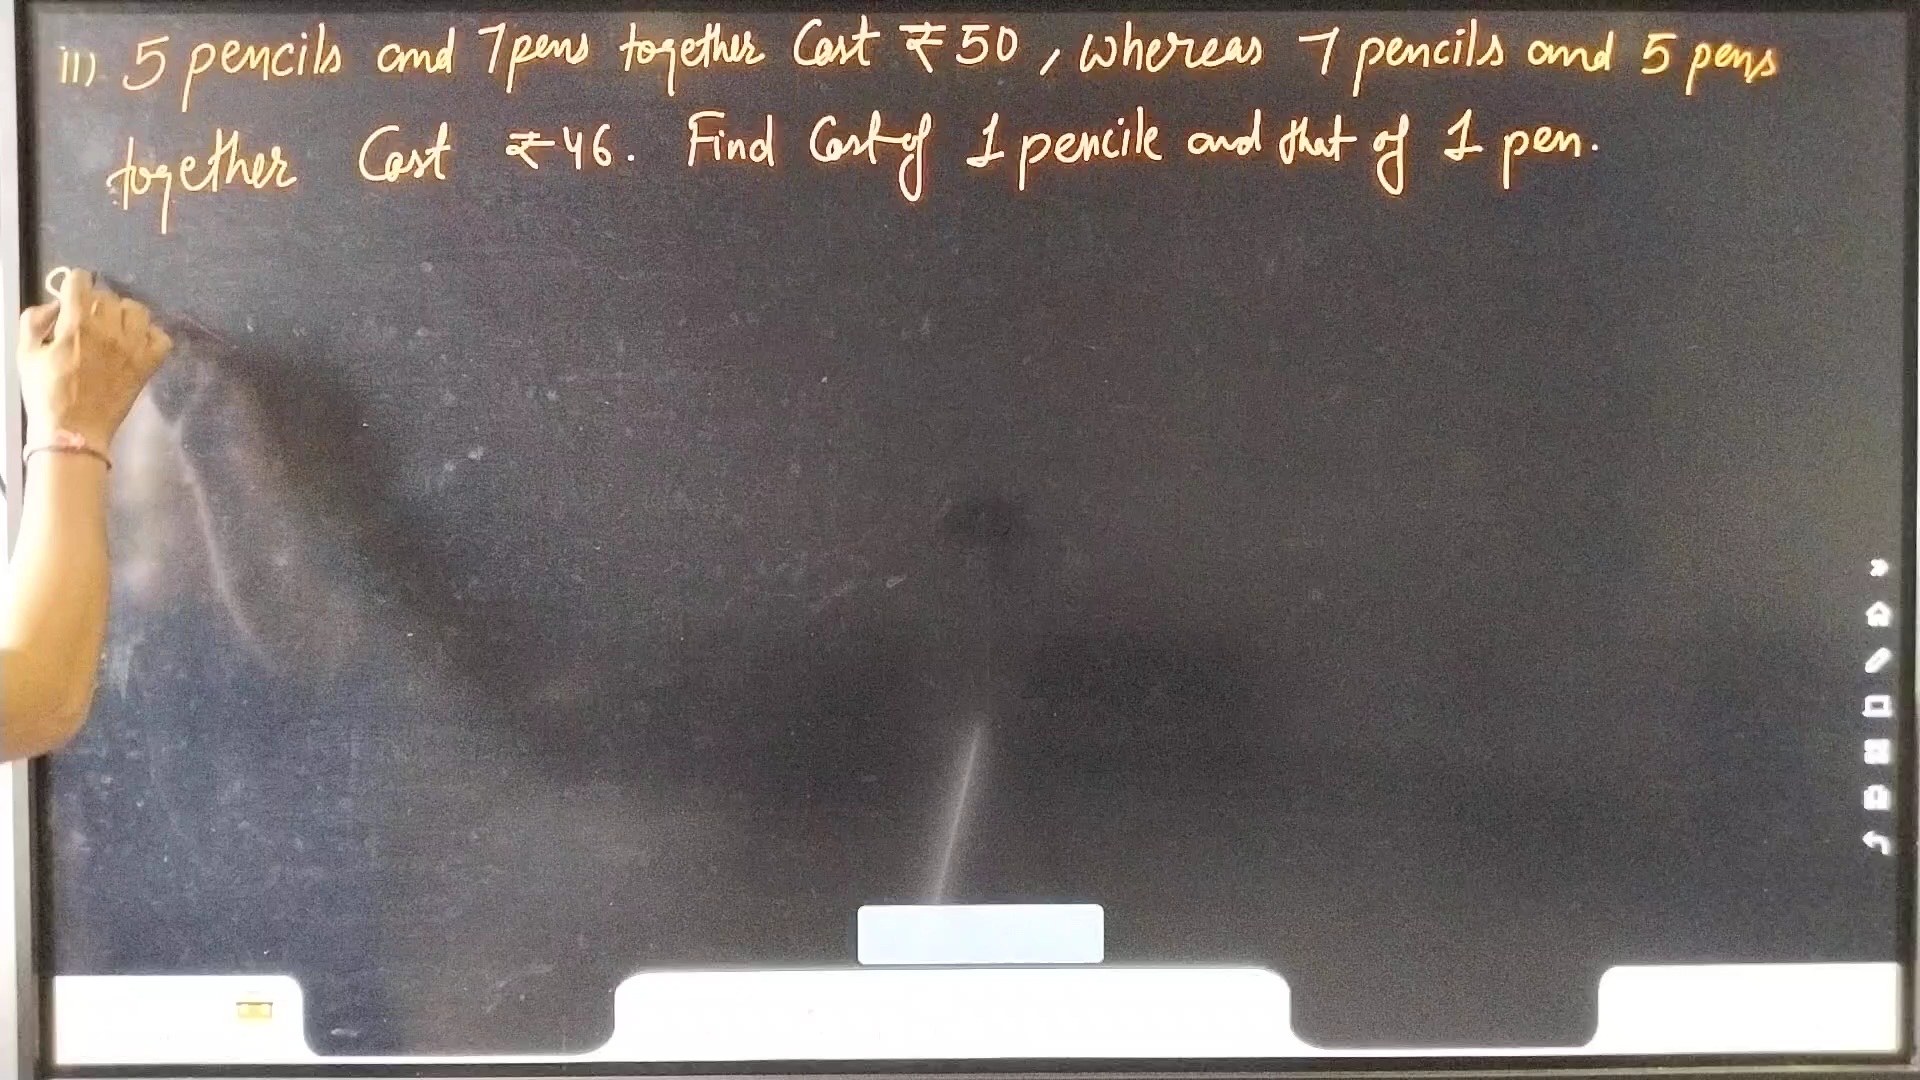 ii) 5 pencils and 7 pens together Cost ₹50, whereas 7 pencils and 5 pens
together Cost ₹46. Find Cost of 1 pencile and that of 1 pen.